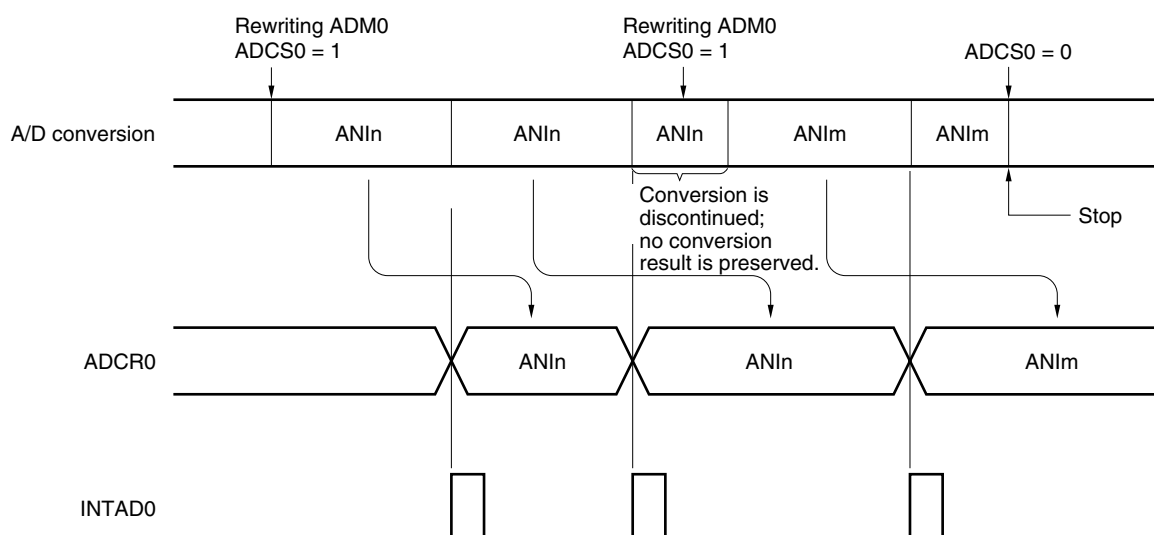 Rewriting ADM0
ADCS0 = 1
Rewriting ADM0
ADCS0 = 1
ADCS0 = 0
A/D conversion
ANIn
ANIn
ANIn
ANIm
ANIm
Conversion is
discontinued;
no conversion
result is preserved.
Stop
ADCR0
ANIn
ANIn
ANIm
INTAD0